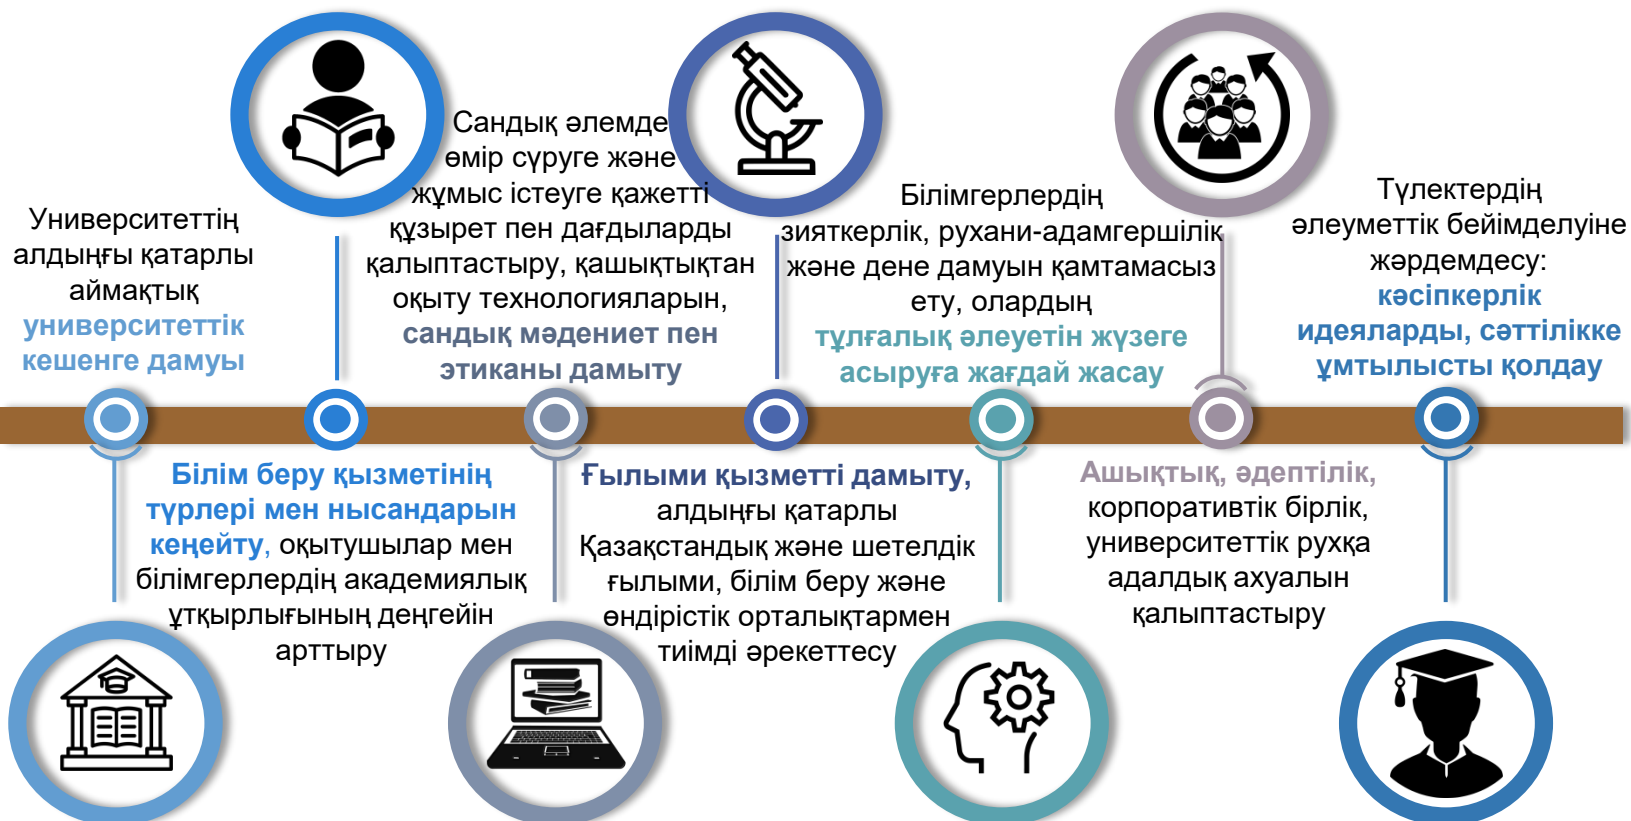 Университеттің
алдыңғы қатарлы
аймақтық
университеттік
кешенге дамуы
Білім беру қызметінің
түрлері мен нысандарын
кеңейту, оқытушылар мен
білімгерлердің академиялық
ұтқырлығының деңгейін
арттыру
Сандық әлемде
өмір сүруге және
жұмыс істеуге қажетті
құзырет пен дағдыларды
қалыптастыру, қашықтықтан
оқыту технологияларын,
сандық мәдениет пен
этиканы дамыту
Ғылыми қызметті дамыту,
алдыңғы қатарлы
Қазақстандық және шетелдік
ғылыми, білім беру және
өндірістік орталықтармен
тиімді әрекеттесу
Білімгерлердің
зияткерлік, рухани-адамгершілік
және дене дамуын қамтамасыз
ету, олардың
тұлғалық әлеуетін жүзеге
асыруға жағдай жасау
Ашықтық, әдептілік,
корпоративтік бірлік,
университеттік рухқа
адалдық ахуалын
қалыптастыру
Түлектердің
әлеуметтік бейімделуіне
жәрдемдесу:
кәсіпкерлік
идеяларды, сәттілікке
ұмтылысты қолдау